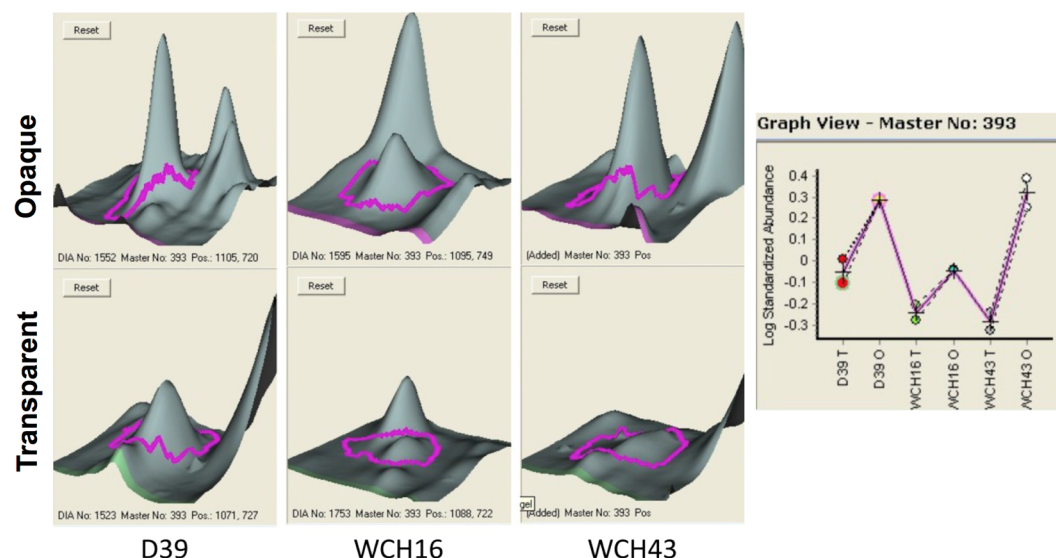 Opaque
Reset
DIA No: 1552 Master No: 393 Pos.: 1105, 720
Reset
DIA No: 1595 Master No: 393 Pos.: 1095, 749
Reset
(Added) Master No: 393 Pos
Transparent
Reset
DIA No: 1523 Master No: 393 Pos.: 1071, 727
Reset
DIA No: 1753 Master No: 393 Pos.: 1088, 722
Reset
gel
(Added) Master No: 393 Pos
D39
WCH16
WCH43
Graph View - Master No: 393
Log Standardized Abundance
0.4
0.3
0.1
0
-0.1
-0.2
-0.3
D39 T
D39 O
WCH16 T
WCH16 O
WCH43 T
WCH43 O